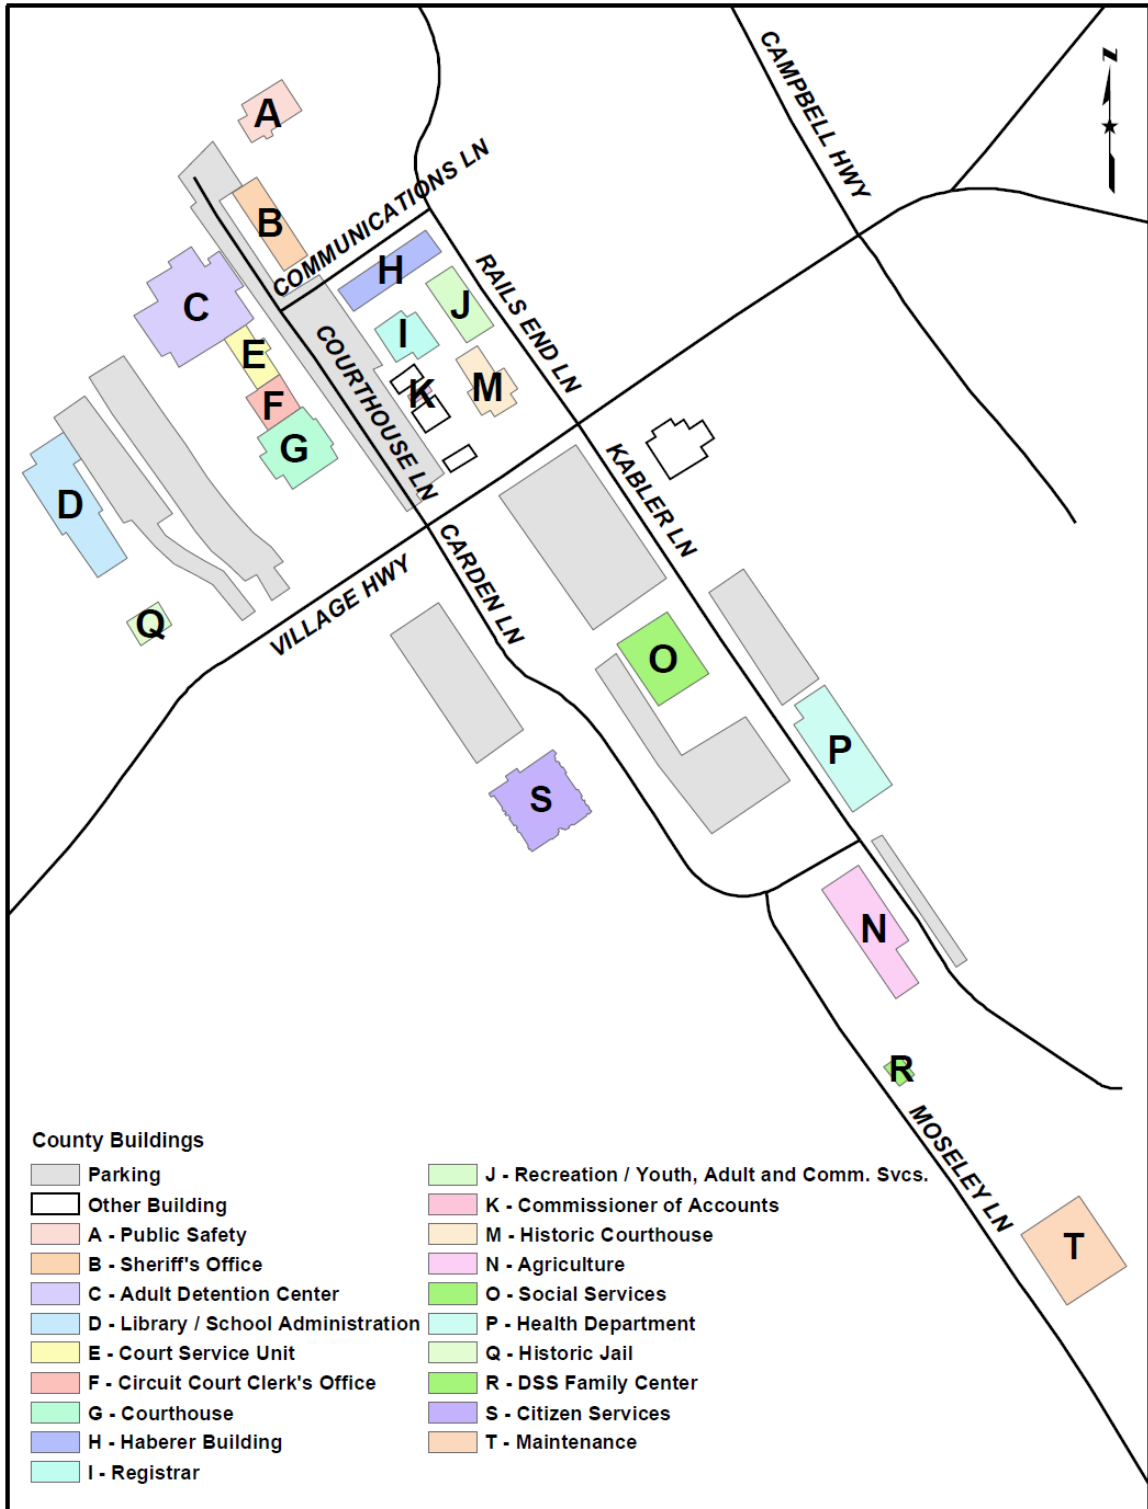 CAMPBELL HWY
N
A
COMMUNICATIONS LN
B
H
RAILS END LN
C
J
I
COURTHOUSE LN
E
K
M
F
G
KABLER LN
D
CARDEN LN
VILLAGE HWY
Q
O
P
S
N
R
MOSELEY LN
T
County Buildings
Parking
Other Building
A - Public Safety
B - Sheriff's Office
C - Adult Detention Center
D - Library / School Administration
E - Court Service Unit
F - Circuit Court Clerk's Office
G - Courthouse
H - Haberer Building
I - Registrar
J - Recreation / Youth, Adult and Comm. Svcs.
K - Commissioner of Accounts
M - Historic Courthouse
N - Agriculture
O - Social Services
P - Health Department
Q - Historic Jail
R - DSS Family Center
S - Citizen Services
T - Maintenance